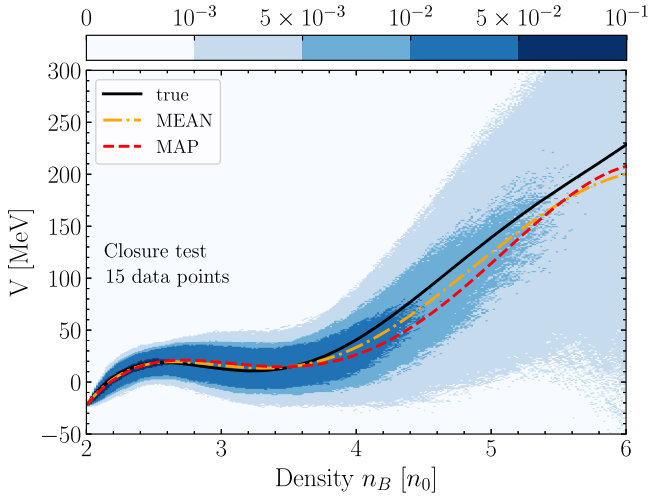 0 10⁻³ 5 × 10⁻³ 10⁻² 5 × 10⁻² 10⁻¹
300
250
200
150
100
50
0
−50
V [MeV]
true
MEAN
MAP
Closure test
15 data points
2 3 4 5 6
Density n_B [n_0]